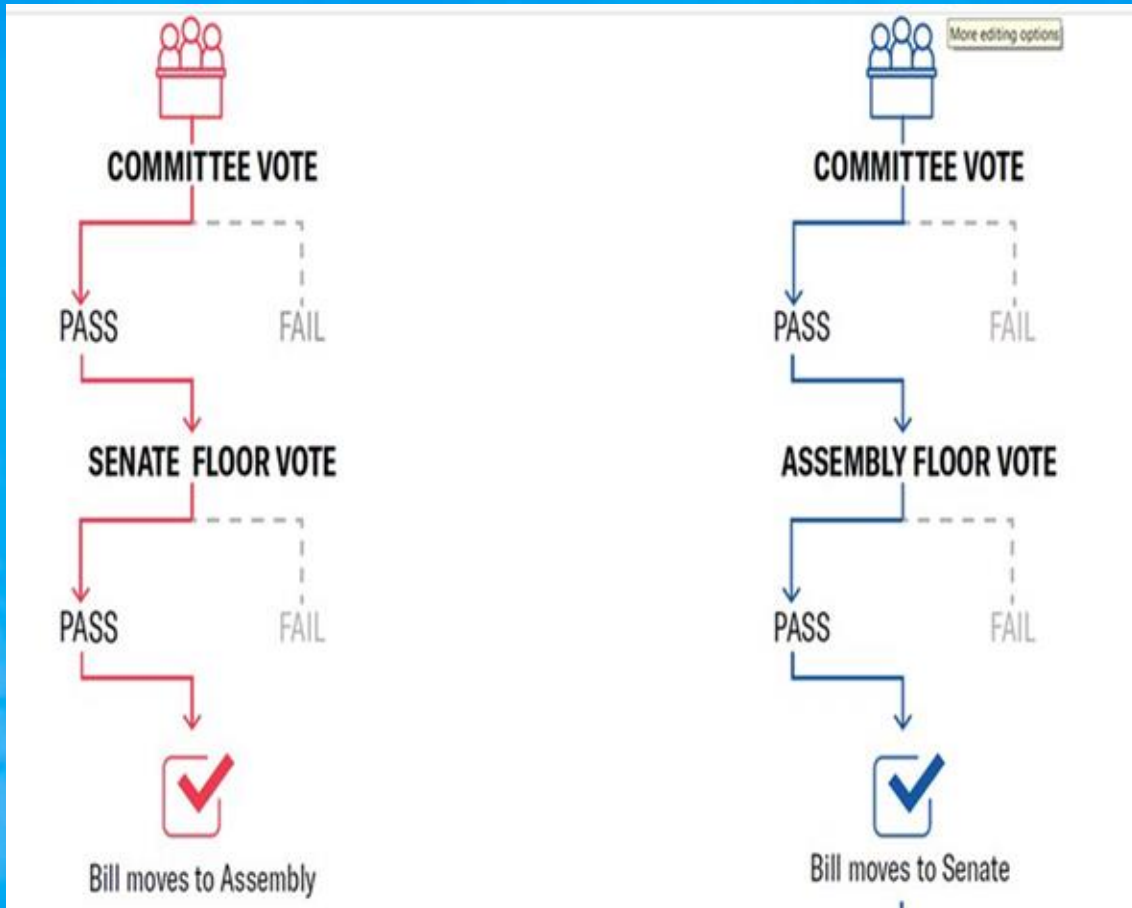 More editing options
COMMITTEE VOTE
PASS
FAIL
SENATE FLOOR VOTE
PASS
FAIL
Bill moves to Assembly
COMMITTEE VOTE
PASS
FAIL
ASSEMBLY FLOOR VOTE
PASS
FAIL
Bill moves to Senate